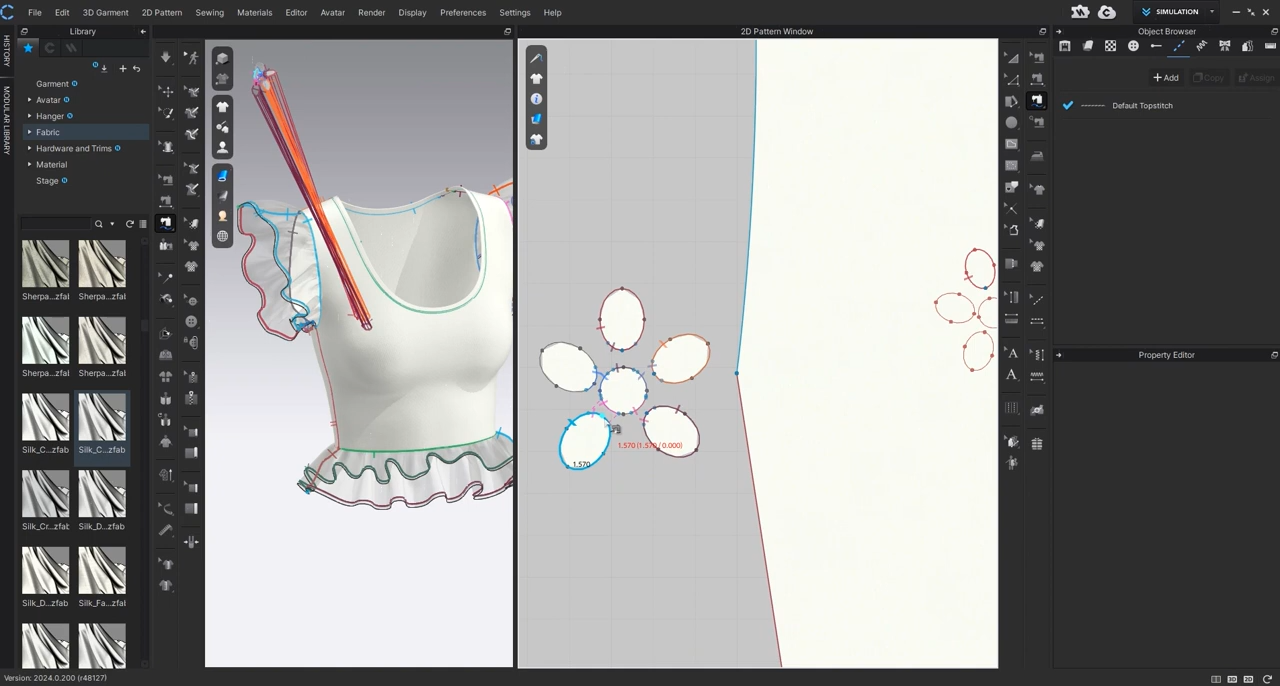 File Edit 3D Garment 2D Pattern Sewing Materials Editor Avatar Render Display Preferences Settings Help
SIMULATION
HISTORY
MODULAR LIBRARY
Library
2D Pattern Window
Object Browser
Garment
Avatar
Hanger
Fabric
Hardware and Trims
Material
Stage
+ Add
Copy
Assign
Default Topstitch
Sherpa...zfab
Sherpa...zfab
Sherpa...zfab
Sherpa...zfab
Silk_C...zfab
Silk_C...zfab
Silk_Cr...zfab
Silk_D...zfab
Silk_D...zfab
Silk_Fa...zfab
1.570 (1.570 / 0.000)
1.570
Property Editor
Version: 2024.0.200 (r48127)
3D
2D